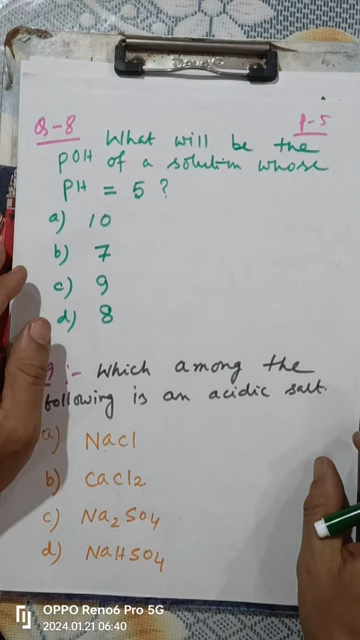 Q-8 What will be the P-5
pOH of a solution whose
pH = 5 ?
a) 10
b) 7
c) 9
d) 8
9:- Which among the
following is an acidic salt.
a) NaCl
b) CaCl2
c) Na2SO4
d) NaHSO4
OPPO Reno6 Pro 5G
2024.01.21 06:40